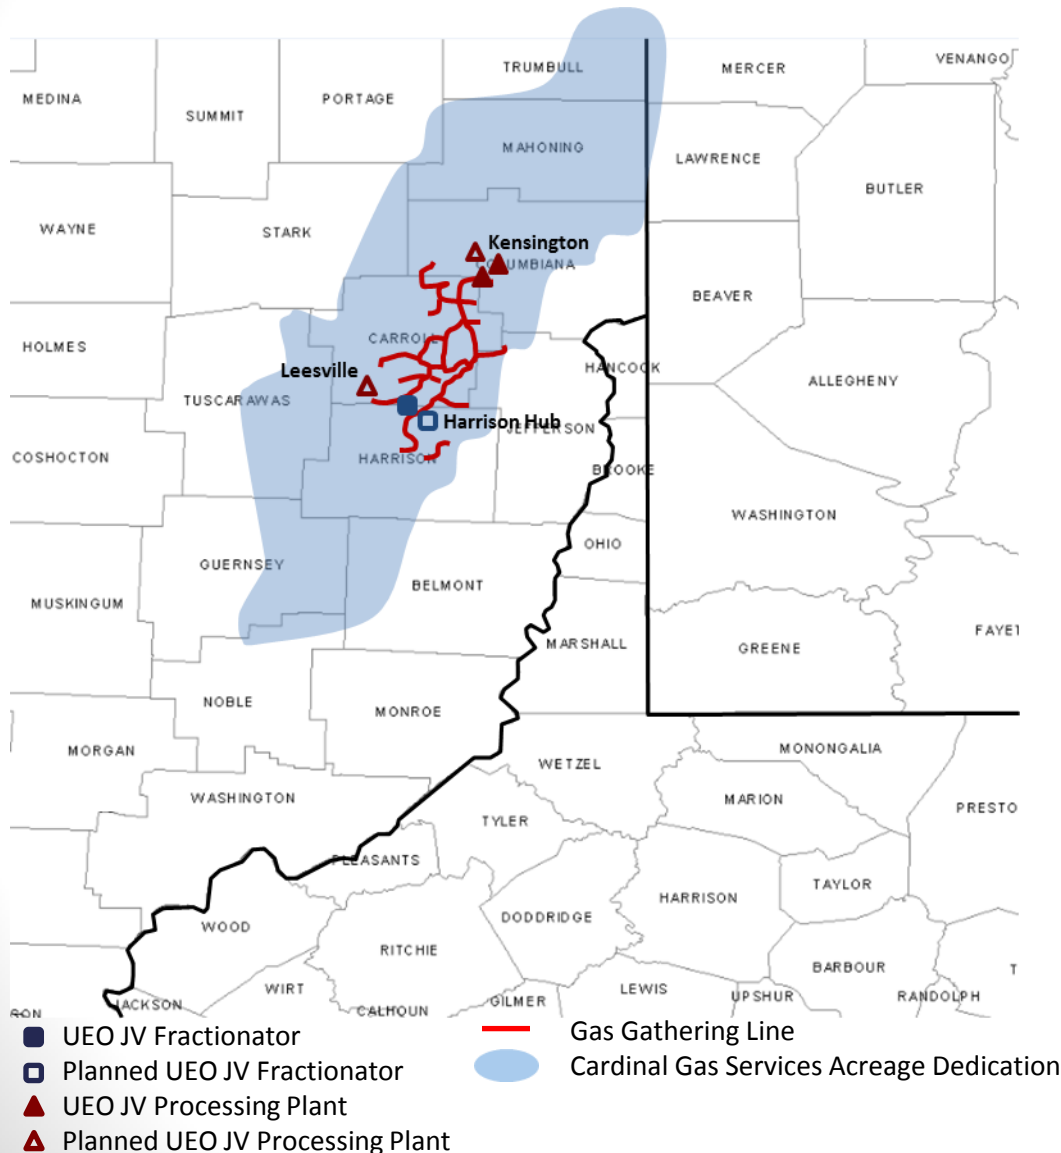 TRUMBULL
MERCER
VENANGO
MEDINA
PORTAGE
SUMMIT
MAHONING
LAWRENCE
BUTLER
WAYNE
STARK
Kensington
COLUMBIANA
BEAVER
HOLMES
CARROLL
HANCOCK
Leesville
ALLEGHENY
TUSCARAWAS
Harrison Hub
JEFFERSON
COSHOCTON
HARRISON
BROOKE
WASHINGTON
OHIO
GUERNSEY
BELMONT
MUSKINGUM
MARSHALL
GREENE
FAYET
NOBLE
MONROE
MORGAN
MONONGALIA
WETZEL
WASHINGTON
MARION
PRESTO
TYLER
PLEASANTS
TAYLOR
HARRISON
DODDRIDGE
WOOD
RITCHIE
BARBOUR
T
WIRT
LEWIS
UPSHUR
RANDOLPH
JACKSON
GILMER
CALHOUN
SON
UEO JV Fractionator
Gas Gathering Line
Planned UEO JV Fractionator
Cardinal Gas Services Acreage Dedication
UEO JV Processing Plant
Planned UEO JV Processing Plant